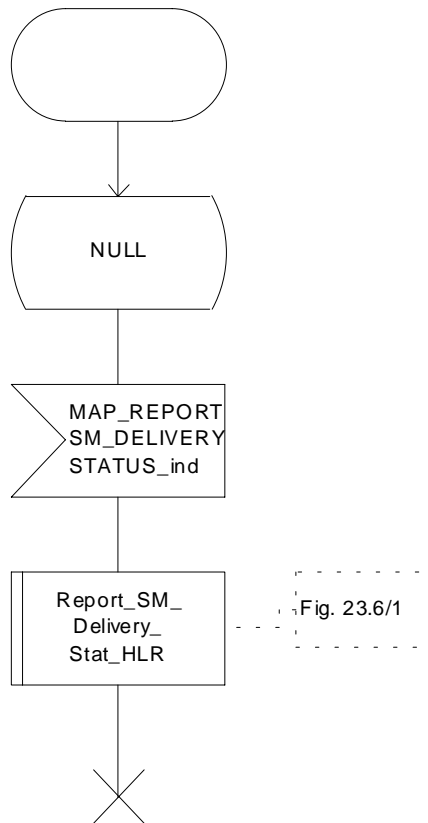 NULL
MAP_REPORT
SM_DELIVERY
STATUS_ind
Report_SM_
Delivery_
Stat_HLR
Fig. 23.6/1